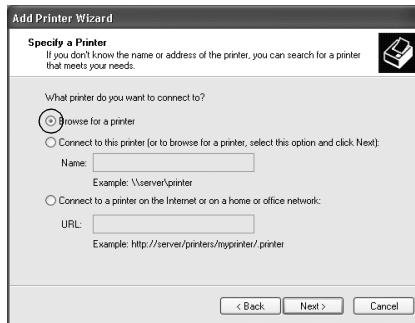 Add Printer Wizard
Specify a Printer
If you don't know the name or address of the printer, you can search for a printer
that meets your needs.
What printer do you want to connect to?
Browse for a printer
Connect to this printer (or to browse for a printer, select this option and click Next):
Name:
Example: \\server\printer
Connect to a printer on the Internet or on a home or office network:
URL:
Example: http://server/printers/myprinter/.printer
< Back
Next >
Cancel